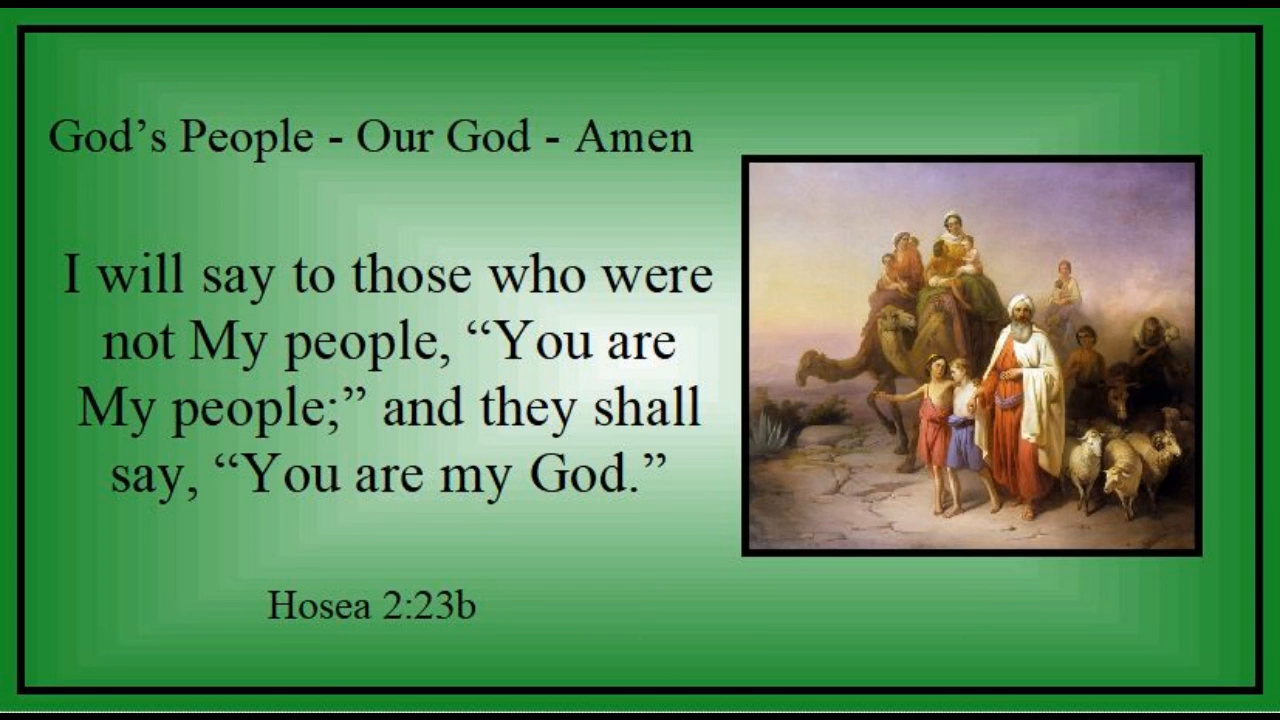 God’s People - Our God - Amen
I will say to those who were
not My people, “You are
My people;” and they shall
say, “You are my God.”
Hosea 2:23b